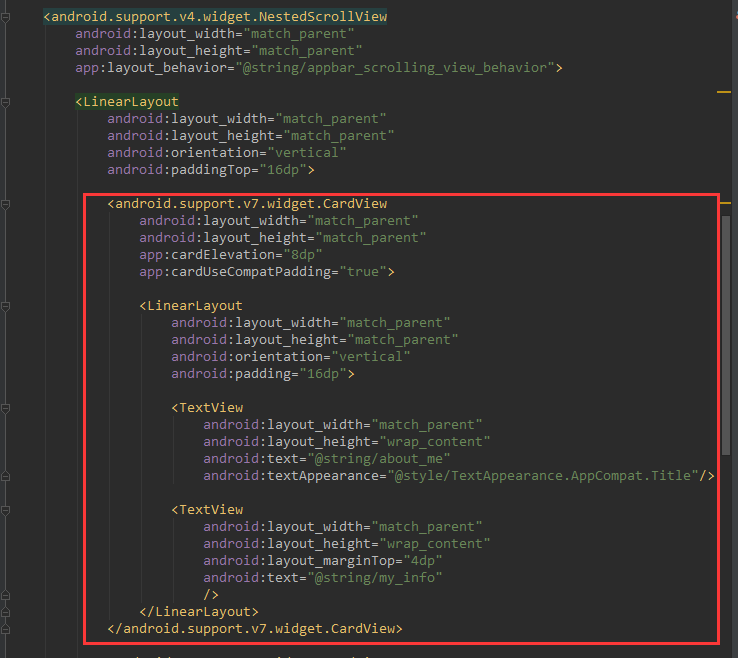 <android.support.v4.widget.NestedScrollView
android:layout_width="match_parent"
android:layout_height="match_parent"
app:layout_behavior="@string/appbar_scrolling_view_behavior">
<LinearLayout
android:layout_width="match_parent"
android:layout_height="match_parent"
android:orientation="vertical"
android:paddingTop="16dp">
<android.support.v7.widget.CardView
android:layout_width="match_parent"
android:layout_height="match_parent"
app:cardElevation="8dp"
app:cardUseCompatPadding="true">
<LinearLayout
android:layout_width="match_parent"
android:layout_height="match_parent"
android:orientation="vertical"
android:padding="16dp">
<TextView
android:layout_width="match_parent"
android:layout_height="wrap_content"
android:text="@string/about_me"
android:textAppearance="@style/TextAppearance.AppCompat.Title"/>
<TextView
android:layout_width="match_parent"
android:layout_height="wrap_content"
android:layout_marginTop="4dp"
android:text="@string/my_info"
/>
</LinearLayout>
</android.support.v7.widget.CardView>